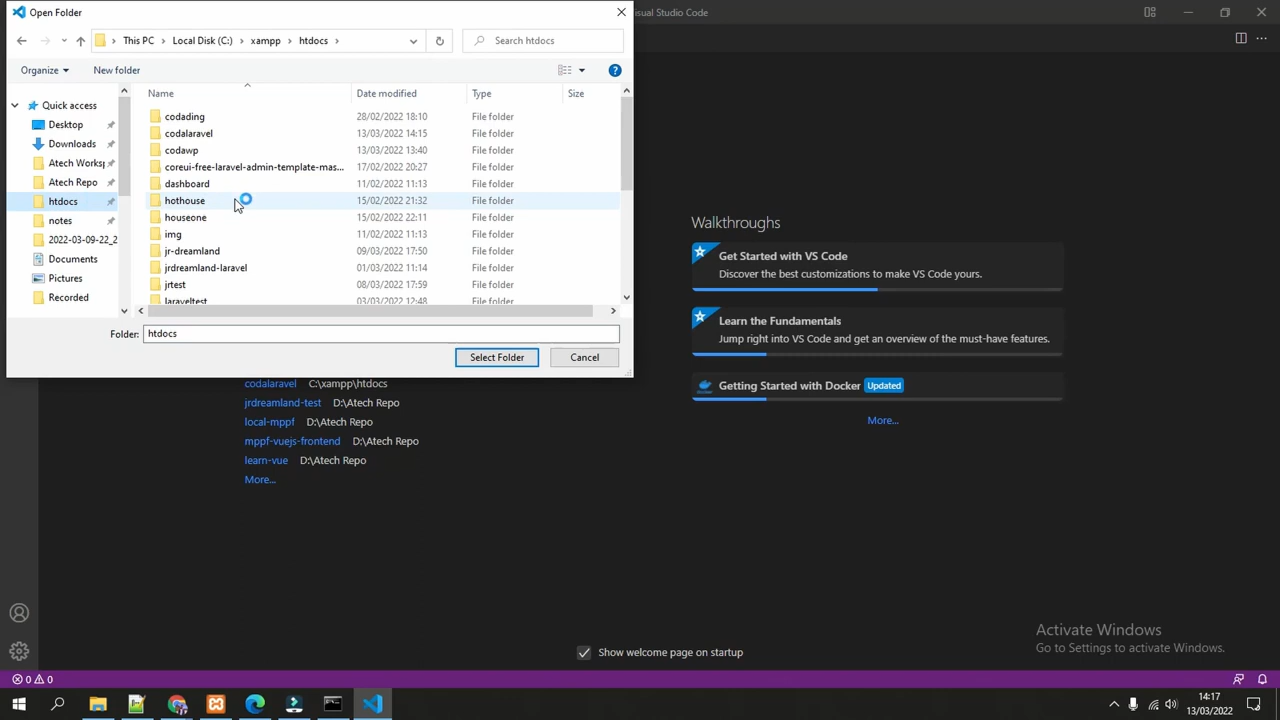 Open Folder
isual Studio Code
This PC > Local Disk (C:) > xampp > htdocs >
Search htdocs
Organize
New folder
Name Date modified Type Size
Quick access
Desktop
Downloads
Atech Worksp
Atech Repo
htdocs
notes
2022-03-09-22_2
Documents
Pictures
Recorded
codading 28/02/2022 18:10 File folder
codalaravel 13/03/2022 14:15 File folder
codawp 13/03/2022 13:40 File folder
coreui-free-laravel-admin-template-mas... 17/02/2022 20:27 File folder
dashboard 11/02/2022 11:13 File folder
hothouse 15/02/2022 21:32 File folder
houseone 15/02/2022 22:11 File folder
img 11/02/2022 11:13 File folder
jr-dreamland 09/03/2022 17:50 File folder
jrdreamland-laravel 01/03/2022 11:14 File folder
jrtest 08/03/2022 17:59 File folder
laraveltest 03/03/2022 12:48 File folder
Folder: htdocs
Select Folder
Cancel
codalaravel C:\xampp\htdocs
jrdreamland-test D:\Atech Repo
local-mppf D:\Atech Repo
mppf-vuejs-frontend D:\Atech Repo
learn-vue D:\Atech Repo
More...
Walkthroughs
Get Started with VS Code
Discover the best customizations to make VS Code yours.
Learn the Fundamentals
Jump right into VS Code and get an overview of the must-have features.
Getting Started with Docker Updated
More...
Show welcome page on startup
Activate Windows
Go to Settings to activate Windows.
0 0
14:17
13/03/2022